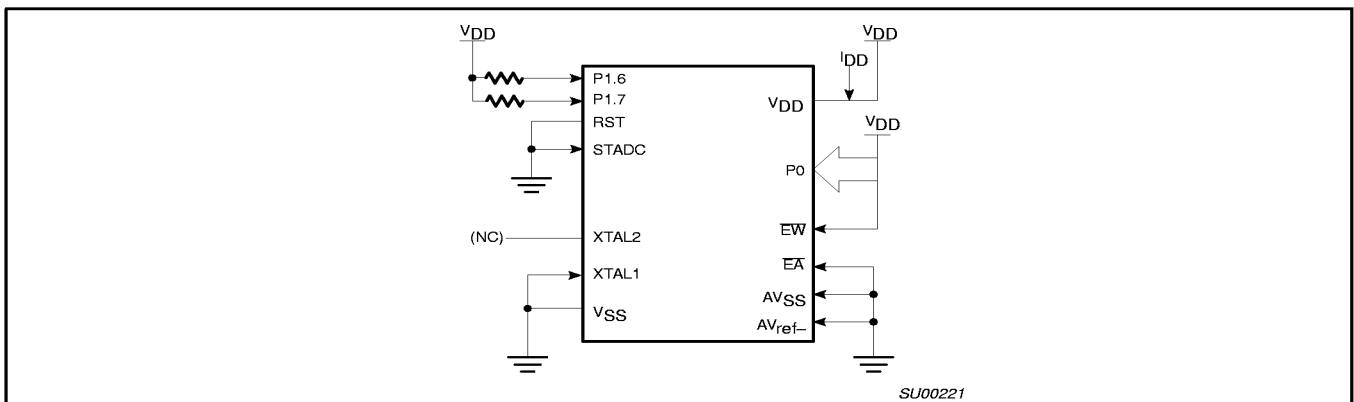 VDD
P1.6
P1.7
RST
STADC
(NC)
XTAL2
XTAL1
VSS
VDD
IDD
VDD
VDD
P0
EW
EA
AVSS
AVref–
SU00221